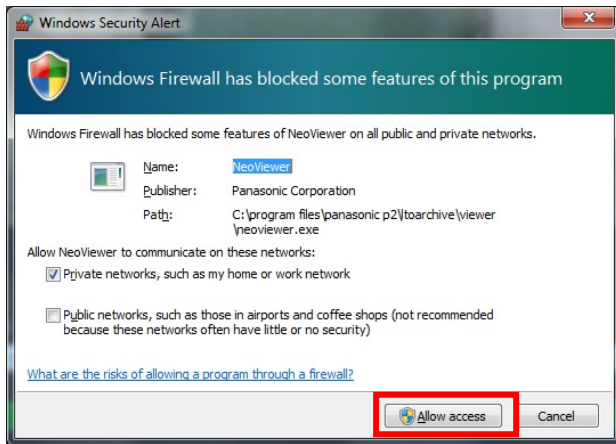 Windows Security Alert
Windows Firewall has blocked some features of this program
Windows Firewall has blocked some features of NeoViewer on all public and private networks.
Name: NeoViewer
Publisher: Panasonic Corporation
Path: C:\program files\panasonic p2\ltoarchive\viewer
\neoviewer.exe
Allow NeoViewer to communicate on these networks:
Private networks, such as my home or work network
Public networks, such as those in airports and coffee shops (not recommended
because these networks often have little or no security)
What are the risks of allowing a program through a firewall?
Allow access Cancel